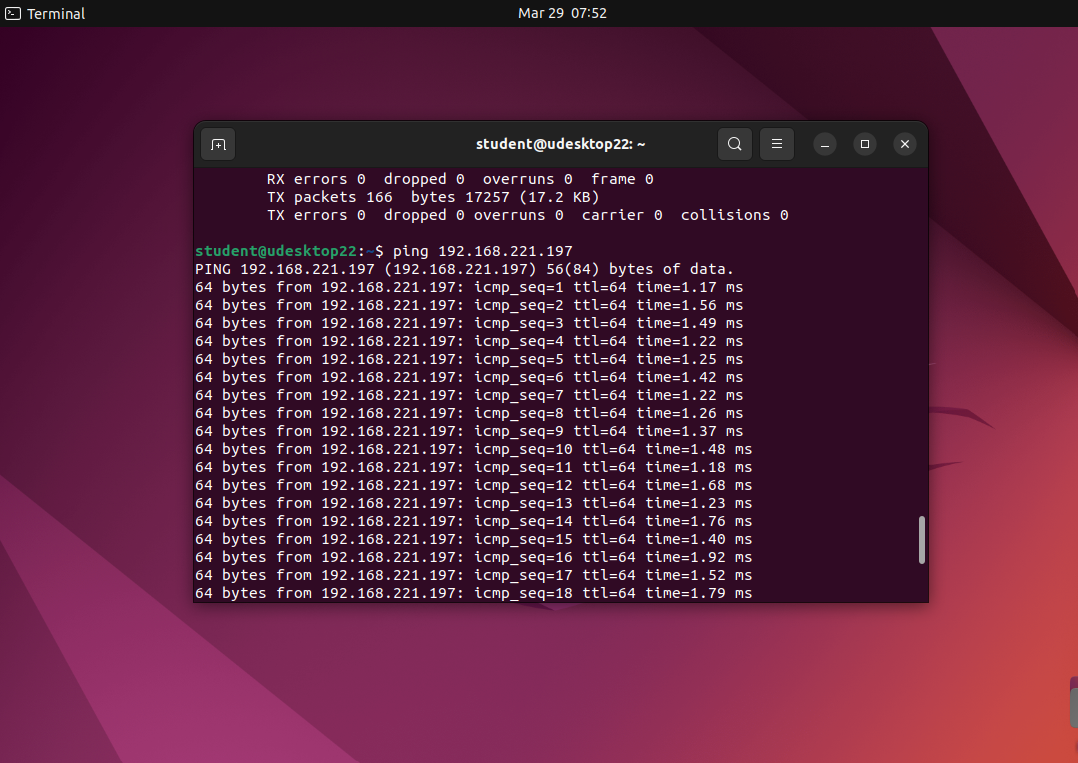 Terminal
Mar 29 07:52
student@udesktop22: ~
RX errors 0  dropped 0  overruns 0  frame 0
TX packets 166  bytes 17257 (17.2 KB)
TX errors 0  dropped 0 overruns 0  carrier 0  collisions 0
student@udesktop22:~$ ping 192.168.221.197
PING 192.168.221.197 (192.168.221.197) 56(84) bytes of data.
64 bytes from 192.168.221.197: icmp_seq=1 ttl=64 time=1.17 ms
64 bytes from 192.168.221.197: icmp_seq=2 ttl=64 time=1.56 ms
64 bytes from 192.168.221.197: icmp_seq=3 ttl=64 time=1.49 ms
64 bytes from 192.168.221.197: icmp_seq=4 ttl=64 time=1.22 ms
64 bytes from 192.168.221.197: icmp_seq=5 ttl=64 time=1.25 ms
64 bytes from 192.168.221.197: icmp_seq=6 ttl=64 time=1.42 ms
64 bytes from 192.168.221.197: icmp_seq=7 ttl=64 time=1.22 ms
64 bytes from 192.168.221.197: icmp_seq=8 ttl=64 time=1.26 ms
64 bytes from 192.168.221.197: icmp_seq=9 ttl=64 time=1.37 ms
64 bytes from 192.168.221.197: icmp_seq=10 ttl=64 time=1.48 ms
64 bytes from 192.168.221.197: icmp_seq=11 ttl=64 time=1.18 ms
64 bytes from 192.168.221.197: icmp_seq=12 ttl=64 time=1.68 ms
64 bytes from 192.168.221.197: icmp_seq=13 ttl=64 time=1.23 ms
64 bytes from 192.168.221.197: icmp_seq=14 ttl=64 time=1.76 ms
64 bytes from 192.168.221.197: icmp_seq=15 ttl=64 time=1.40 ms
64 bytes from 192.168.221.197: icmp_seq=16 ttl=64 time=1.92 ms
64 bytes from 192.168.221.197: icmp_seq=17 ttl=64 time=1.52 ms
64 bytes from 192.168.221.197: icmp_seq=18 ttl=64 time=1.79 ms